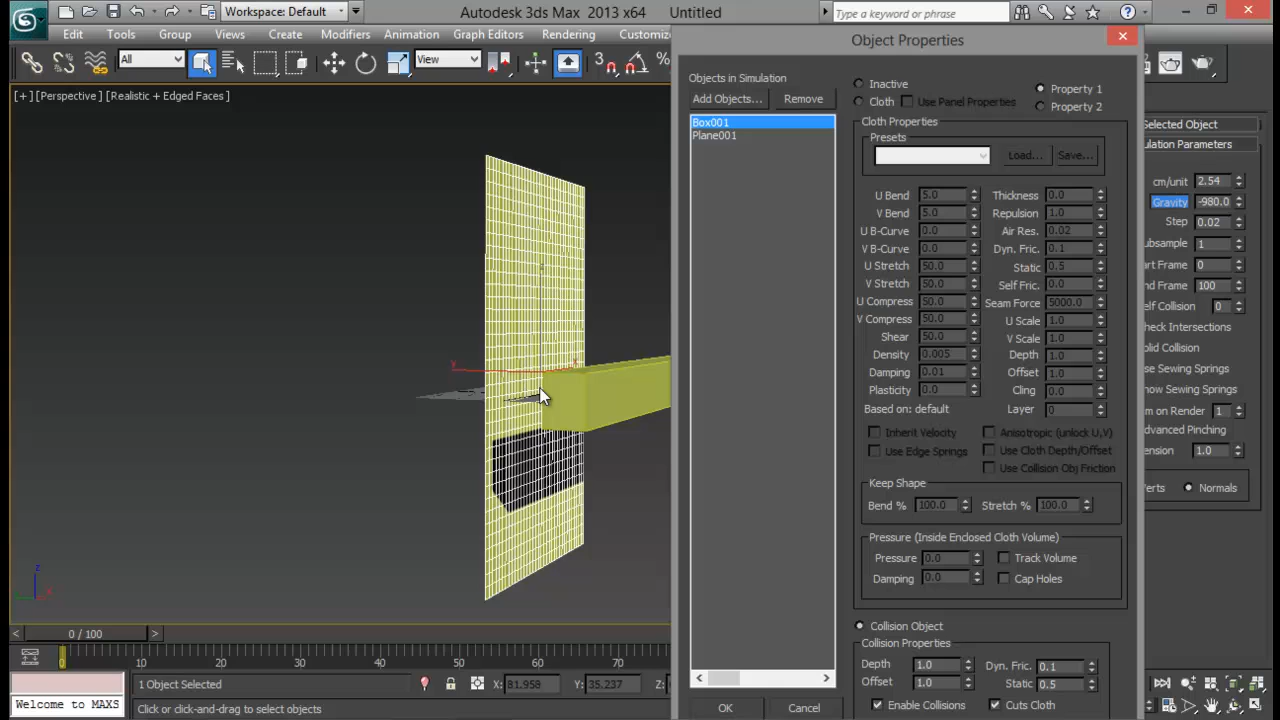 Workspace: Default
Autodesk 3ds Max 2013 x64 Untitled
Type a keyword or phrase
Edit Tools Group Views Create Modifiers Animation Graph Editors Rendering Customiz
All
View
3
%
[+] [Perspective] [Realistic + Edged Faces]
Object Properties
Objects in Simulation
Add Objects...
Remove
Box001
Plane001
OK
Cancel
Inactive
Cloth
Use Panel Properties
Property 1
Property 2
Cloth Properties
Presets
Load...
Save...
U Bend 5.0 Thickness 0.0
V Bend 5.0 Repulsion 1.0
U B-Curve 0.0 Air Res. 0.02
V B-Curve 0.0 Dyn. Fric. 0.1
U Stretch 50.0 Static 0.5
V Stretch 50.0 Self Fric. 0.0
U Compress 50.0 Seam Force 5000.0
V Compress 50.0 U Scale 1.0
Shear 50.0 V Scale 1.0
Density 0.005 Depth 1.0
Damping 0.01 Offset 1.0
Plasticity 0.0 Cling 0.0
Based on: default Layer 0
Inherit Velocity Anisotropic (unlock U,V)
Use Edge Springs Use Cloth Depth/Offset
Use Collision Obj Friction
Keep Shape
Bend % 100.0 Stretch % 100.0
Pressure (Inside Enclosed Cloth Volume)
Pressure 0.0 Track Volume
Damping 0.0 Cap Holes
Collision Object
Collision Properties
Depth 1.0 Dyn. Fric. 0.1
Offset 1.0 Static 0.5
Enable Collisions Cuts Cloth
Selected Object
ulation Parameters
cm/unit 2.54
Gravity -980.0
Step 0.02
ubsample 1
art Frame 0
nd Frame 100
elf Collision 0
heck Intersections
olid Collision
se Sewing Springs
how Sewing Springs
m on Render 1
dvanced Pinching
ension 1.0
Verts Normals
z
x
Y
0 / 100
0 10 20 30 40 50 60 70
1 Object Selected
X: 81.958 Y: 35.237 Z:
Welcome to MAXS
Click or click-and-drag to select objects